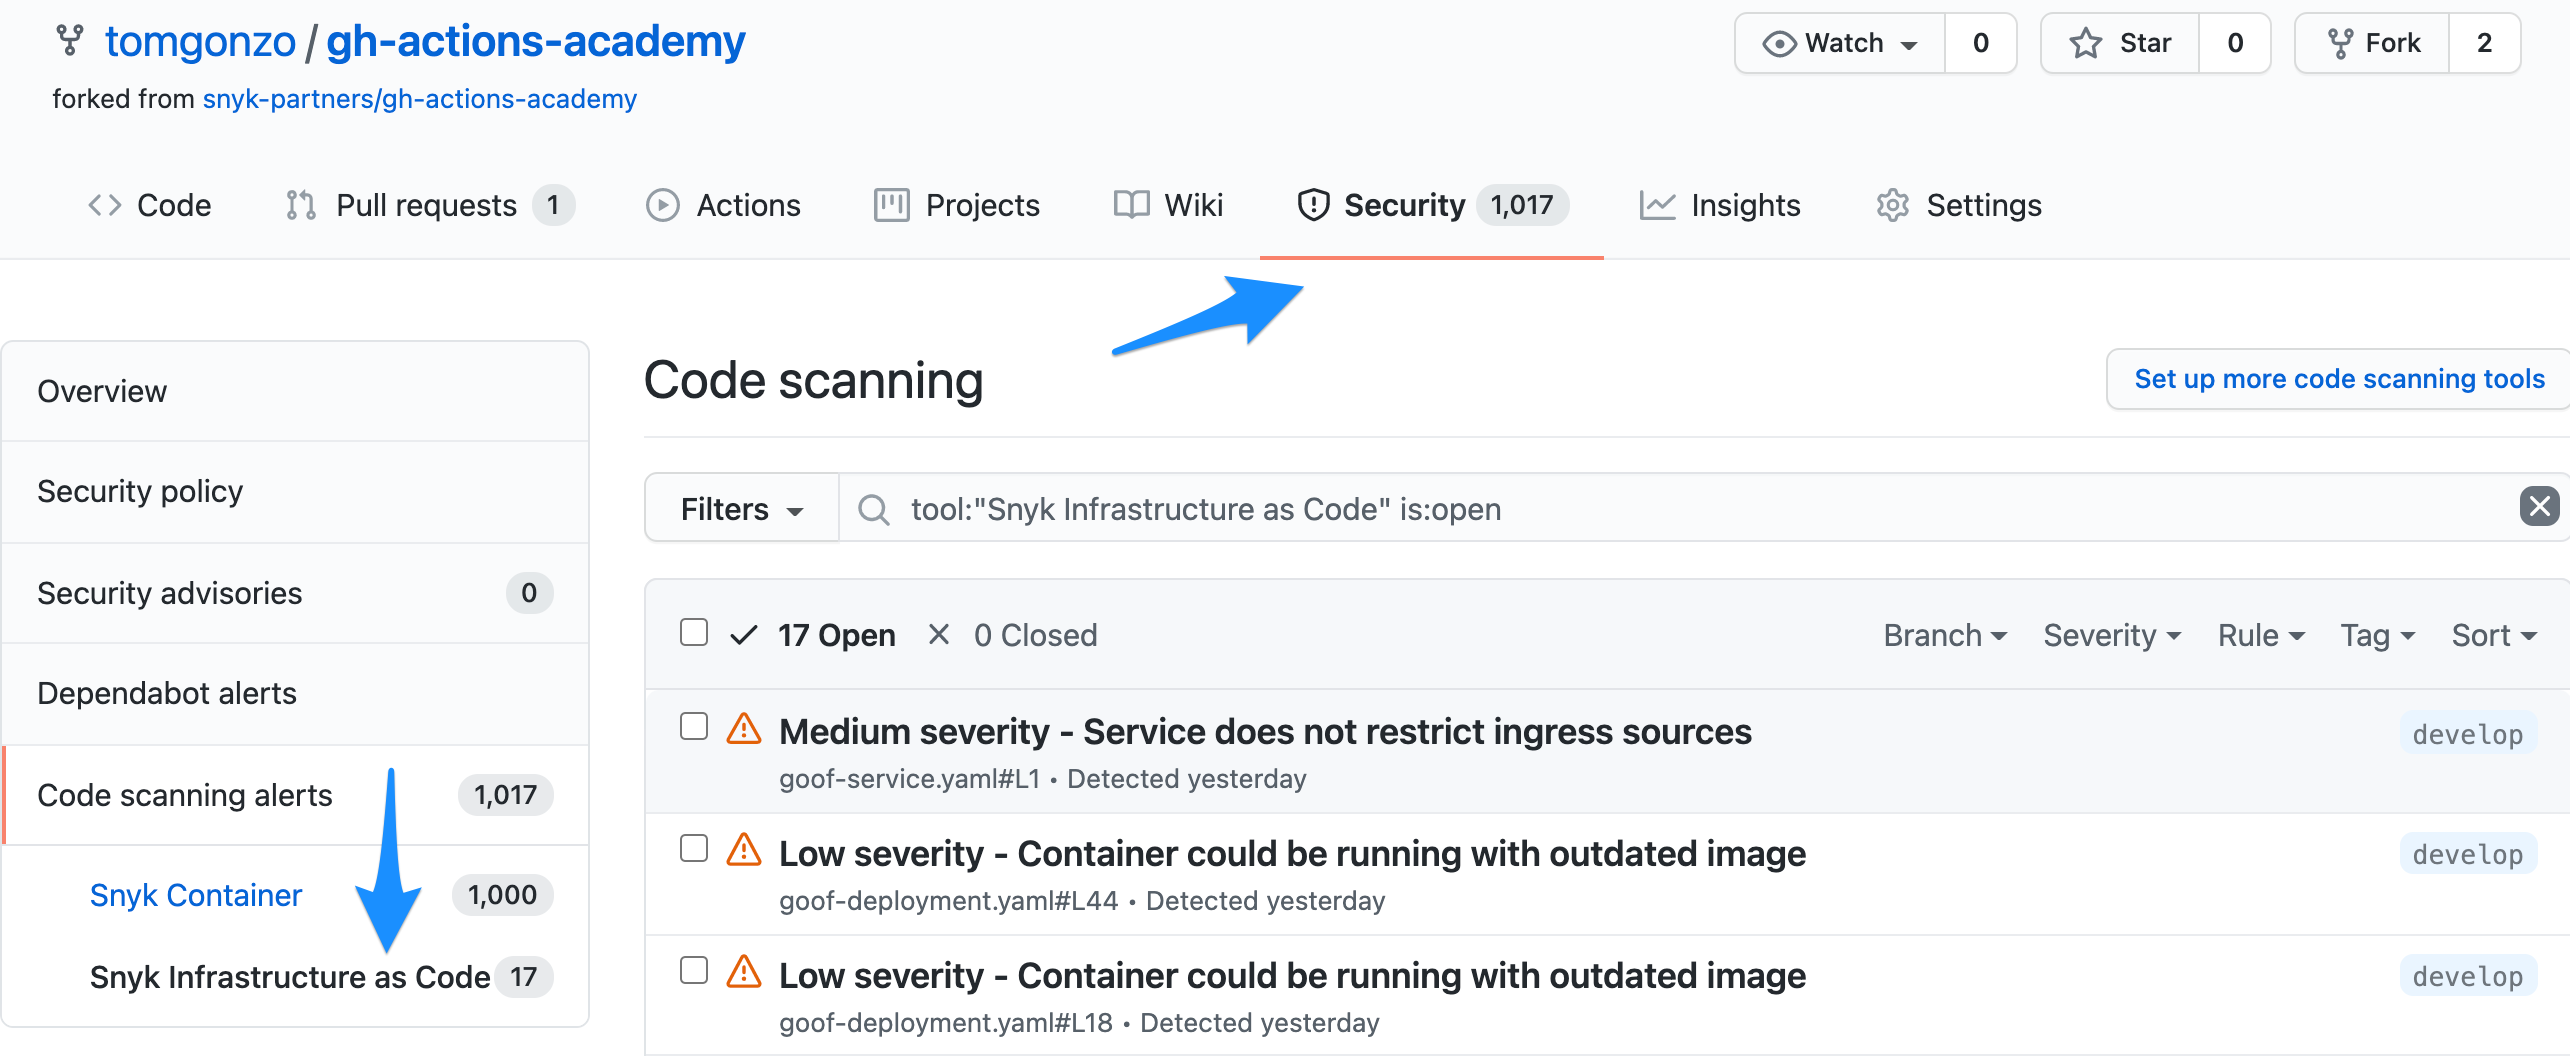 tomgonzo / gh-actions-academy
Watch 0 Star 0 Fork 2
forked from snyk-partners/gh-actions-academy
Code Pull requests 1 Actions Projects Wiki Security 1,017 Insights Settings
Overview
Security policy
Security advisories 0
Dependabot alerts
Code scanning alerts 1,017
Snyk Container 1,000
Snyk Infrastructure as Code 17
Code scanning
Set up more code scanning tools
Filters tool:"Snyk Infrastructure as Code" is:open
17 Open 0 Closed Branch Severity Rule Tag Sort
Medium severity - Service does not restrict ingress sources develop
goof-service.yaml#L1 • Detected yesterday
Low severity - Container could be running with outdated image develop
goof-deployment.yaml#L44 • Detected yesterday
Low severity - Container could be running with outdated image develop
goof-deployment.yaml#L18 • Detected yesterday